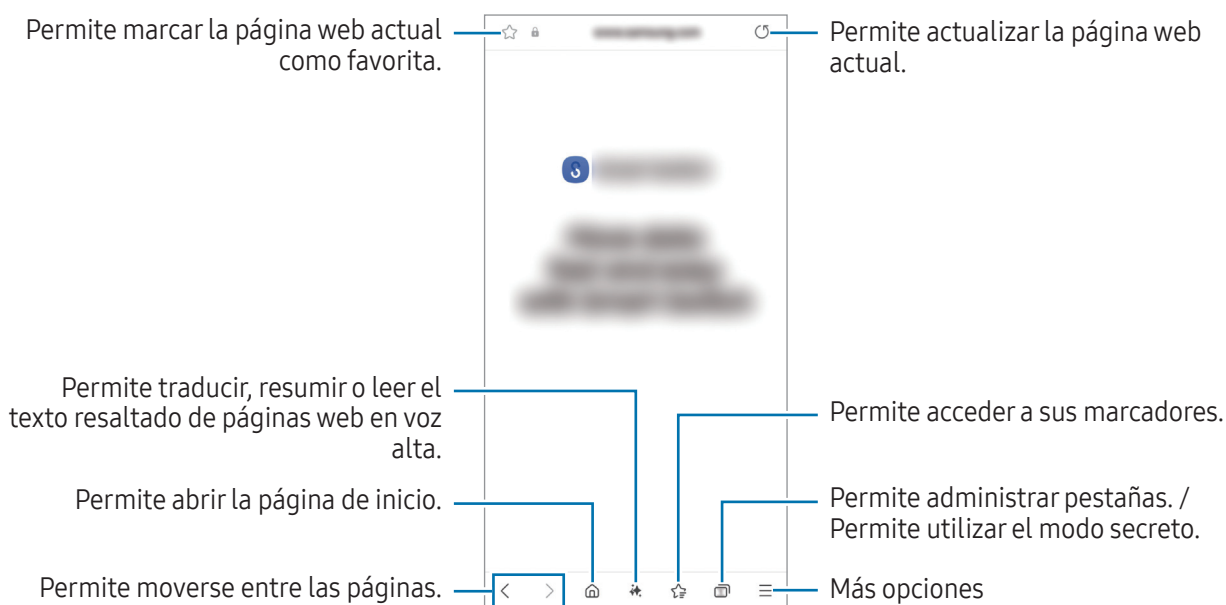 Permite marcar la página web actual
como favorita.
Permite actualizar la página web
actual.
Permite traducir, resumir o leer el
texto resaltado de páginas web en voz
alta.
Permite acceder a sus marcadores.
Permite abrir la página de inicio.
Permite administrar pestañas. /
Permite utilizar el modo secreto.
Permite moverse entre las páginas.
Más opciones